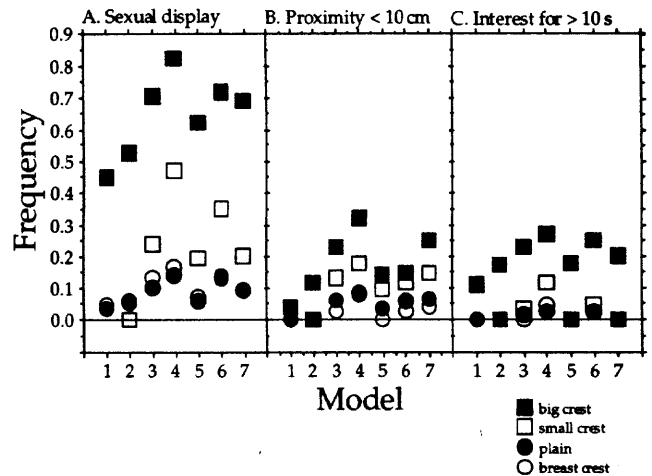 A. Sexual display
B. Proximity < 10 cm
C. Interest for > 10 s
Frequency
0.9
0.8
0.7
0.6
0.5
0.4
0.3
0.2
0.1
0.0
1 2 3 4 5 6 7
1 2 3 4 5 6 7
1 2 3 4 5 6 7
Model
big crest
small crest
plain
breast crest